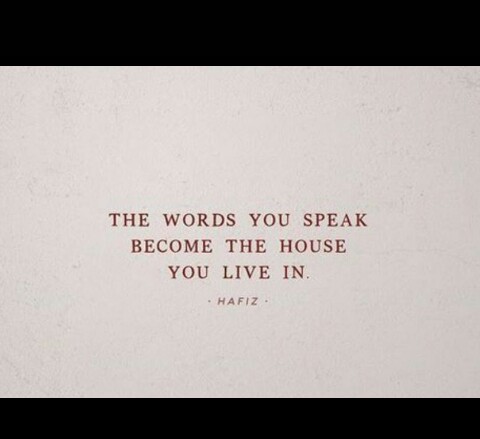 THE WORDS YOU SPEAK
BECOME THE HOUSE
YOU LIVE IN.
· HAFIZ ·